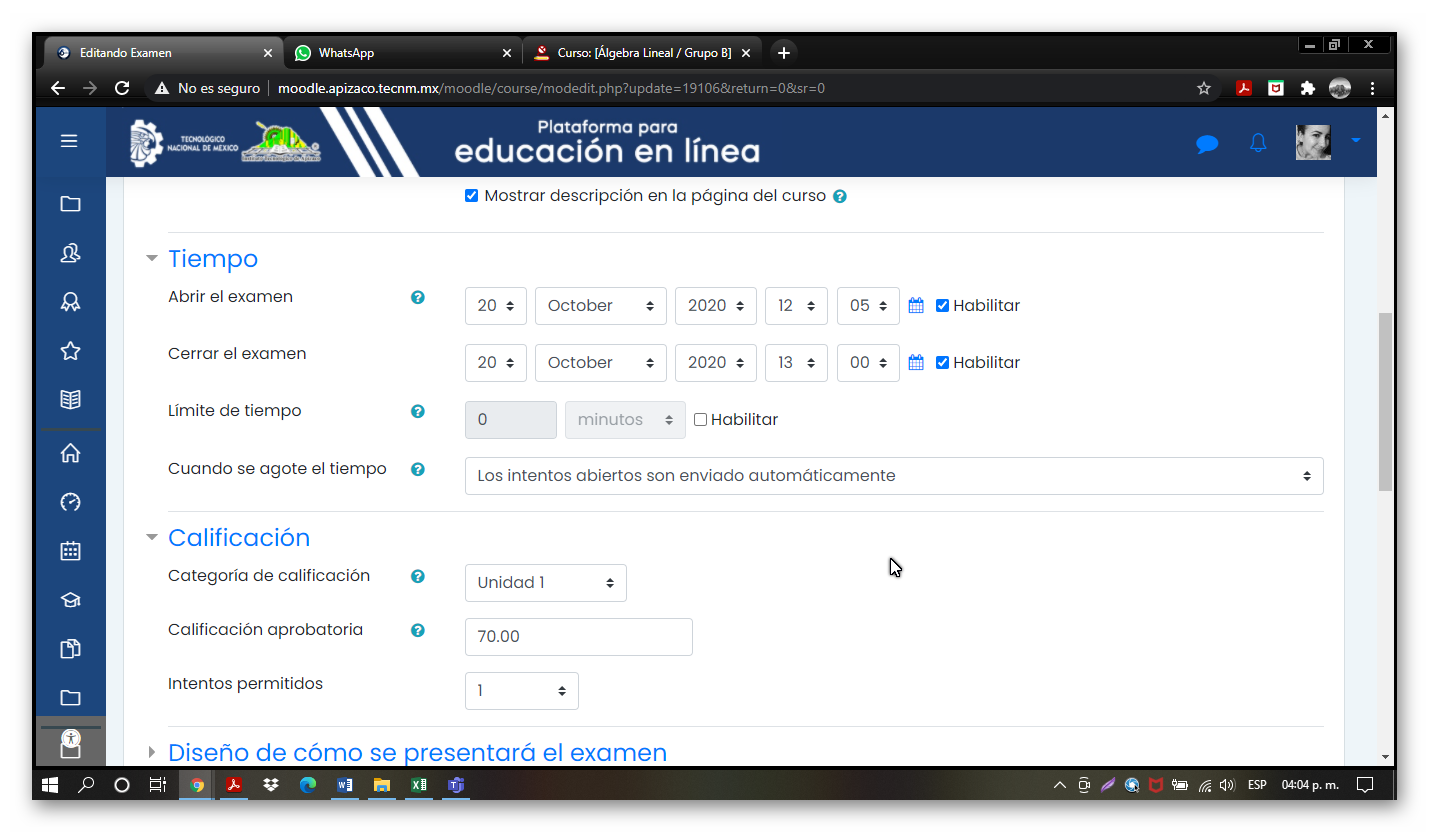 Editando Examen
WhatsApp
Curso: [Álgebra Lineal / Grupo B]
No es seguro
moodle.apizaco.tecnm.mx/moodle/course/modedit.php?update=19106&return=0&sr=0
TECNOLÓGICO
NACIONAL DE MÉXICO
Plataforma para
educación en línea
Mostrar descripción en la página del curso
Tiempo
Abrir el examen 20 October 2020 12 05 Habilitar
Cerrar el examen 20 October 2020 13 00 Habilitar
Límite de tiempo 0 minutos Habilitar
Cuando se agote el tiempo Los intentos abiertos son enviado automáticamente
Calificación
Categoría de calificación Unidad 1
Calificación aprobatoria 70.00
Intentos permitidos 1
Diseño de cómo se presentará el examen
ESP 04:04 p. m.